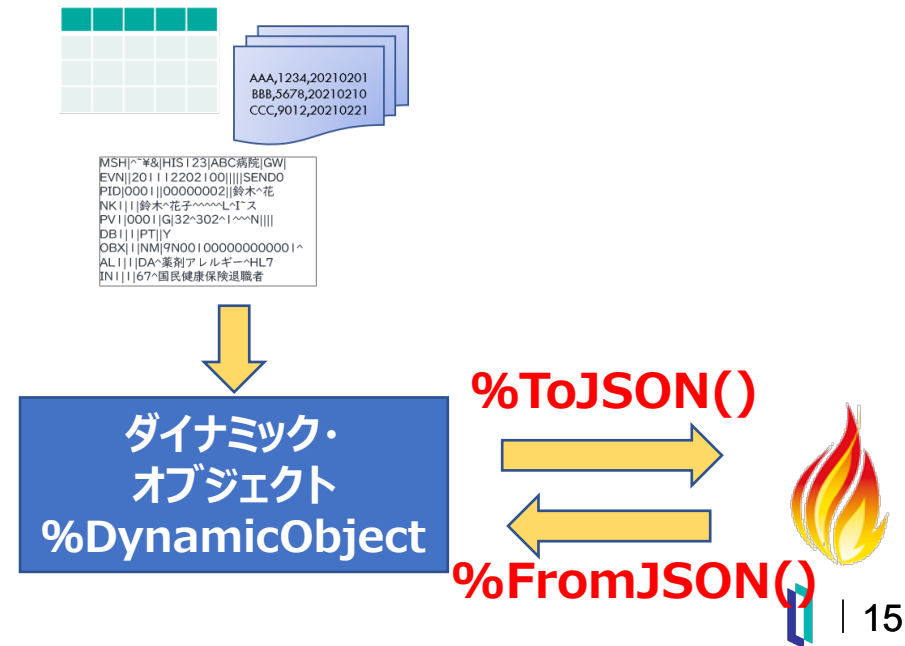 AAA,1234,20210201
BBB,5678,20210210
CCC,9012,20210221
MSH|^~¥&|HIS123|ABC病院|GW|
EVN||201112202100|||||SEND0
PID|0001||00000002||鈴木^花
NK1|1|鈴木^花子^^^^^L^I~ス
PV1|0001|G|32^302^1^^^N||||
DB1|1|PT||Y
OBX|1|NM|9N001000000000001^
AL1|1|DA^薬剤アレルギー^HL7
IN1|1|67^国民健康保険退職者
%ToJSON()
ダイナミック・
オブジェクト
%DynamicObject
%FromJSON()
| 15